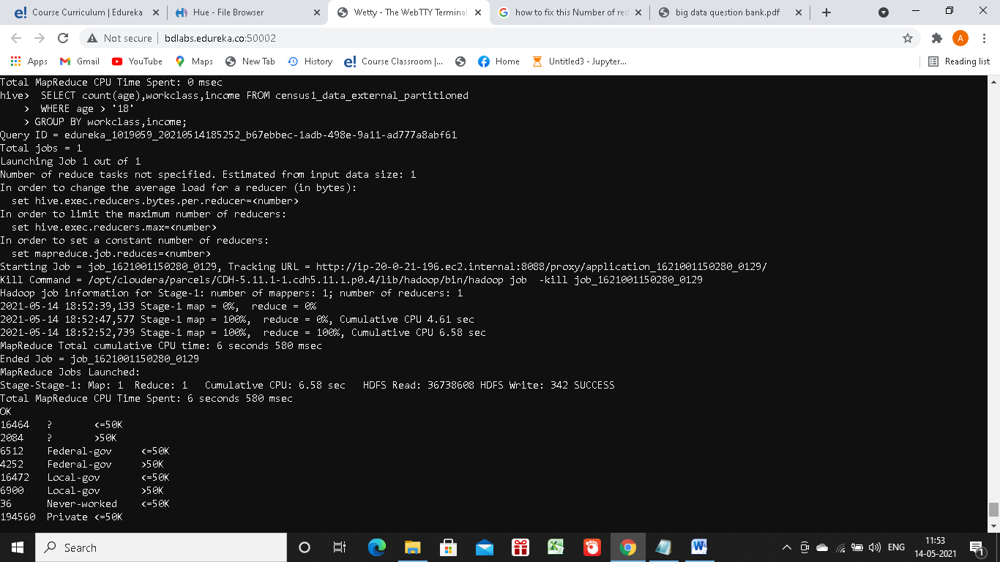 Course Curriculum | Edureka
Hue - File Browser
Wetty - The WebTTY Terminal
how to fix this Number of red
big data question bank.pdf
Not secure | bdlabs.edureka.co:50002
A
Apps
Gmail
YouTube
Maps
New Tab
History
e! Course Classroom |...
Home
Untitled3 - Jupyter...
Reading list
Total MapReduce CPU Time Spent: 0 msec
hive>  SELECT count(age),workclass,income FROM census1_data_external_partitioned
    >  WHERE age > '18'
    > GROUP BY workclass,income;
Query ID = edureka_1019059_20210514185252_b67ebbec-1adb-498e-9a11-ad777a8abf61
Total jobs = 1
Launching Job 1 out of 1
Number of reduce tasks not specified. Estimated from input data size: 1
In order to change the average load for a reducer (in bytes):
  set hive.exec.reducers.bytes.per.reducer=<number>
In order to limit the maximum number of reducers:
  set hive.exec.reducers.max=<number>
In order to set a constant number of reducers:
  set mapreduce.job.reduces=<number>
Starting Job = job_1621001150280_0129, Tracking URL = http://ip-20-0-21-196.ec2.internal:8088/proxy/application_1621001150280_0129/
Kill Command = /opt/cloudera/parcels/CDH-5.11.1-1.cdh5.11.1.p0.4/lib/hadoop/bin/hadoop job  -kill job_1621001150280_0129
Hadoop job information for Stage-1: number of mappers: 1; number of reducers: 1
2021-05-14 18:52:39,133 Stage-1 map = 0%,  reduce = 0%
2021-05-14 18:52:47,577 Stage-1 map = 100%,  reduce = 0%, Cumulative CPU 4.61 sec
2021-05-14 18:52:52,739 Stage-1 map = 100%,  reduce = 100%, Cumulative CPU 6.58 sec
MapReduce Total cumulative CPU time: 6 seconds 580 msec
Ended Job = job_1621001150280_0129
MapReduce Jobs Launched:
Stage-Stage-1: Map: 1  Reduce: 1   Cumulative CPU: 6.58 sec   HDFS Read: 36738608 HDFS Write: 342 SUCCESS
Total MapReduce CPU Time Spent: 6 seconds 580 msec
OK
16464   ?       <=50K
2084    ?       >50K
6512    Federal-gov     <=50K
4252    Federal-gov     >50K
16472   Local-gov       <=50K
6900    Local-gov       >50K
36      Never-worked    <=50K
194560  Private <=50K
Search
ENG
11:53
14-05-2021
1